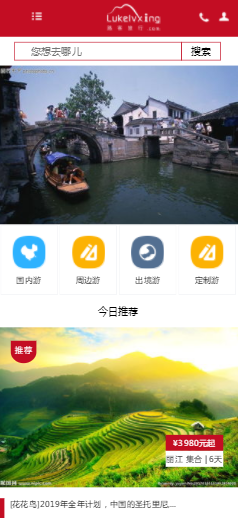 Lukelvxing
您想去哪儿 搜索
国内游 周边游 出境游 定制游
今日推荐
推荐
¥3980元起
丽江 集合 | 6天
[花花鸟]2019年全年计划，中国的圣托里尼,...